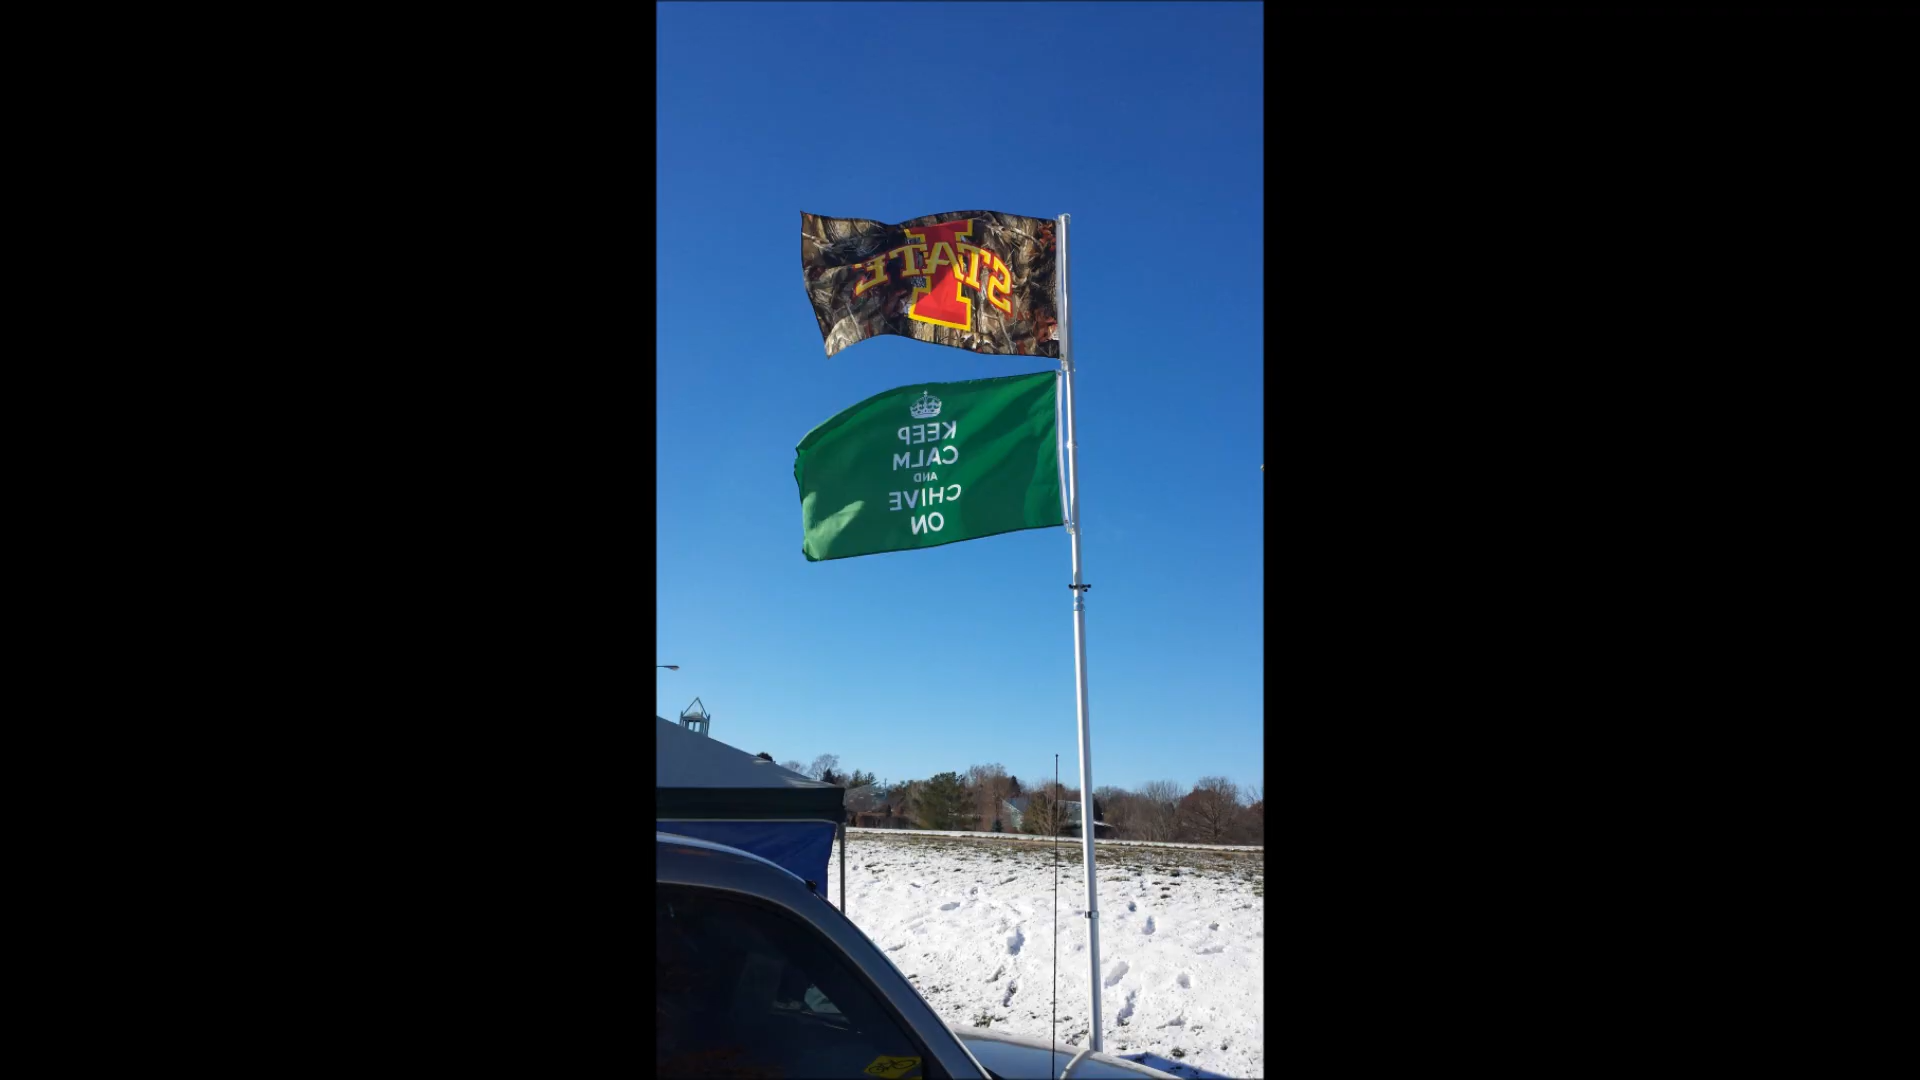 STATE
I
KEEP
CALM
AND
CHIVE
ON